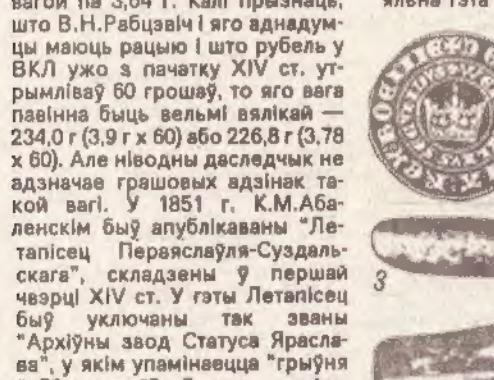 вагой па 3,64 г. Калі прызнаць,
што В.Н.Рабцэвіч і яго аднадум-
цы маюць рацыю і што рубель у
ВКЛ ужо з пачатку XIV ст. ут-
рымліваў 60 грошаў, то яго вага
павінна быць вельмі вялікай —
234,0 г (3,9 г х 60) або 226,8 г (3,78
х 60). Але ніводны даследчык не
адзначае грашовых адзінак та-
кой вагі. У 1851 г. К.М.Аба-
ленскім быў апублікаваны "Ле-
тапісец Пераяслаўля-Суздаль-
скага", складзены ў першай
чвэрці XIV ст. У гэты Летапісец
быў уключаны так званы
"Архіўны звод Статуса Яросла-
ва", у якім упамінаецца "грыўня
3